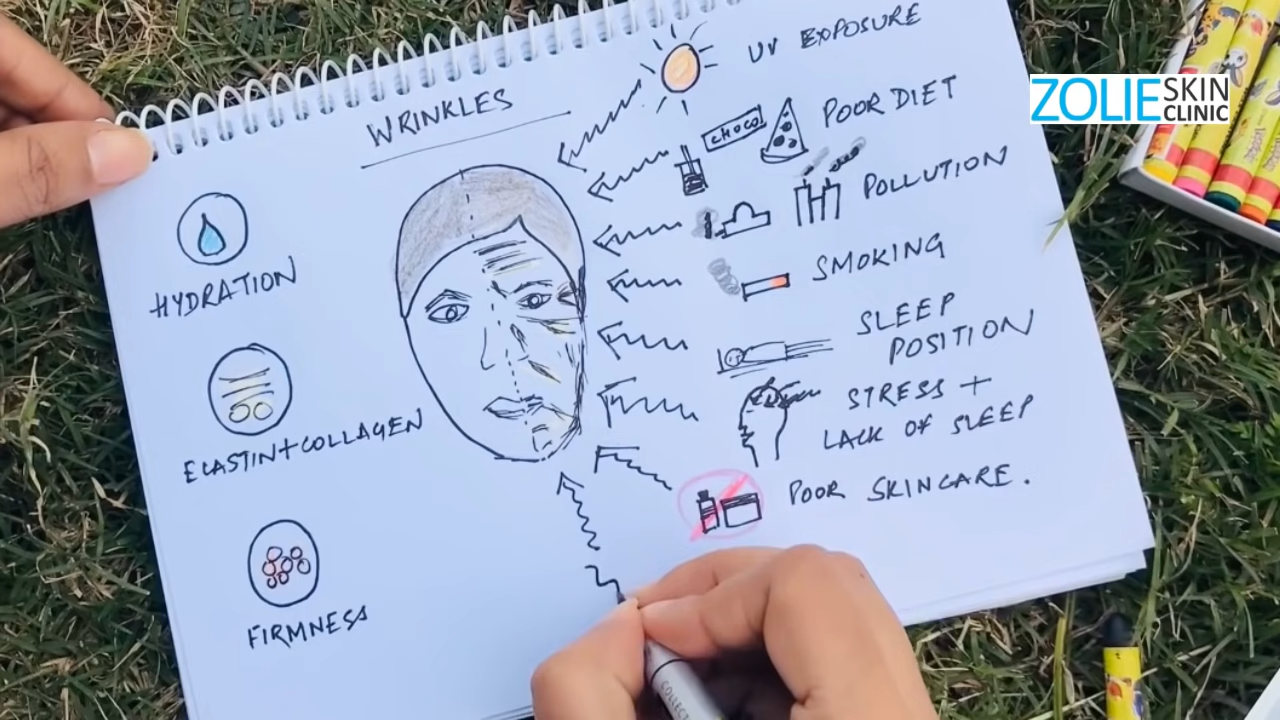 WRINKLES
HYDRATION
ELASTIN+COLLAGEN
FIRMNESS
UV EXPOSURE
CHOCO
POOR DIET
POLLUTION
SMOKING
SLEEP
POSITION
STRESS +
LACK OF SLEEP
POOR SKINCARE.
ZOLIE SKIN
CLINIC
COLLECT